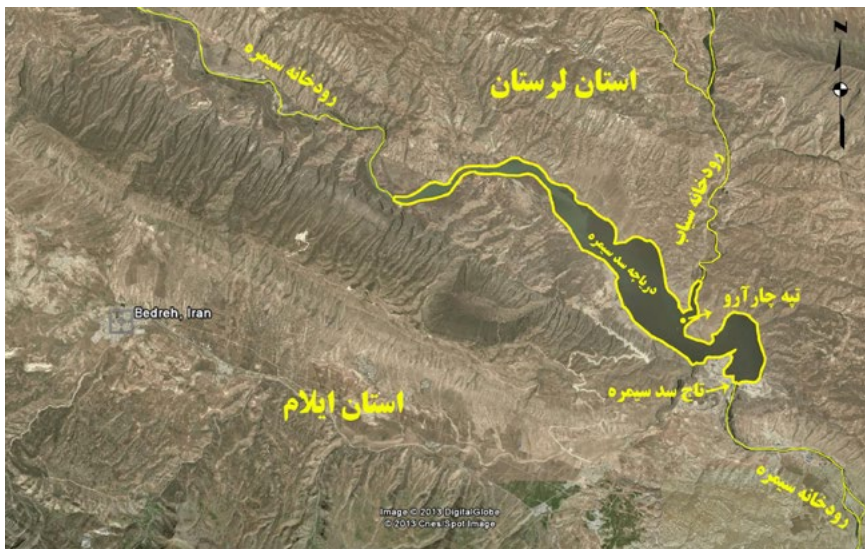 رودخانه سیمره
استان لرستان
N
رودخانه سیاب
دریاچه سد سیمره
تپه چارآرو
Bedreh, Iran
تاج سد سیمره
استان ایلام
رودخانه سیمره
Image © 2013 DigitalGlobe
© 2013 Cnes/Spot Image